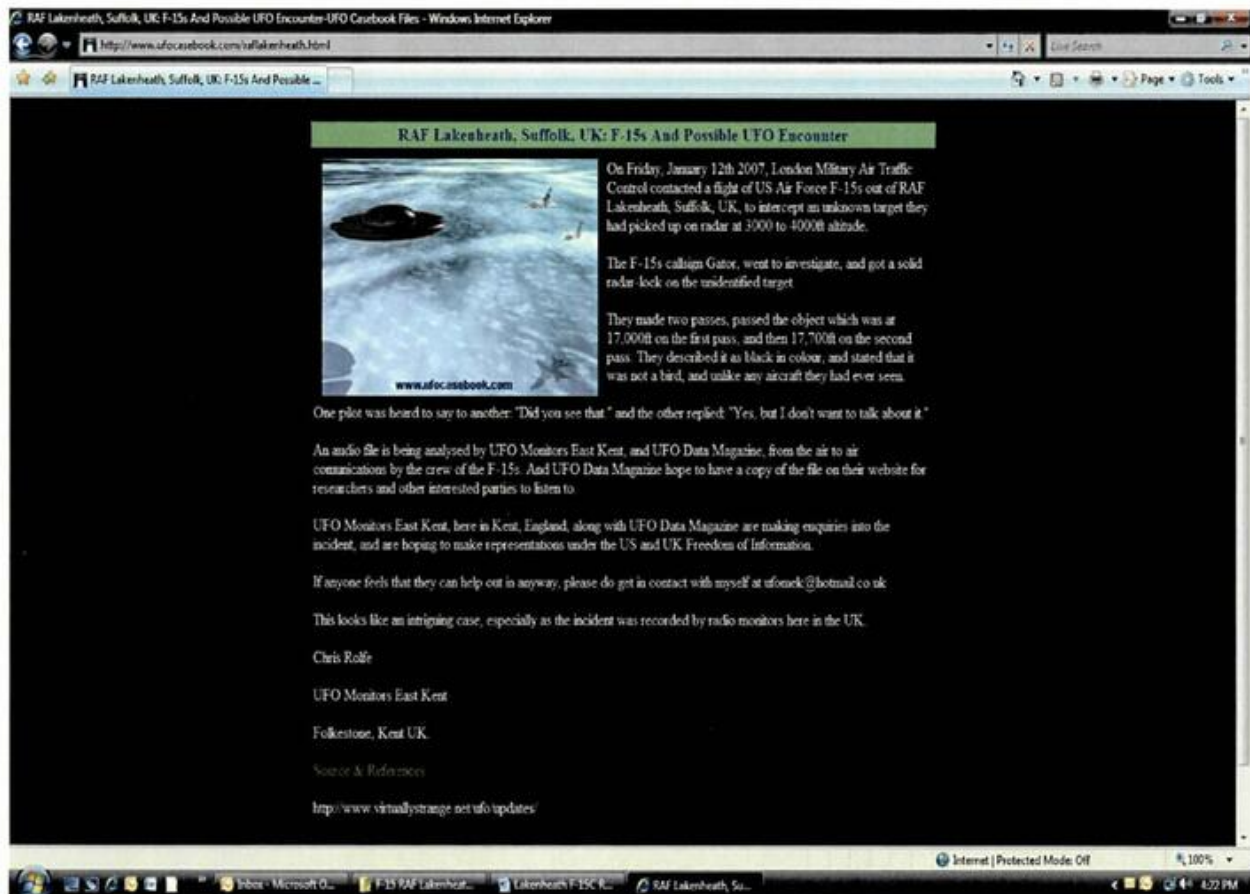 RAF Lakenheath, Suffolk, UK: F-15s And Possible UFO Encounter-UFO Casebook Files - Windows Internet Explorer
http://www.ufocasebook.com/raflakenheath.html
Live Search
RAF Lakenheath, Suffolk, UK: F-15s And Possible ...
Page
Tools
RAF Lakenheath, Suffolk, UK: F-15s And Possible UFO Encounter
On Friday, January 12th 2007, London Military Air Traffic
Control contacted a flight of US Air Force F-15s out of RAF
Lakenheath, Suffolk, UK, to intercept an unknown target they
had picked up on radar at 3000 to 4000ft altitude.
The F-15s callsign Gator, went to investigate, and got a solid
radar-lock on the unidentified target
They made two passes, passed the object which was at
17,000ft on the first pass, and then 17,700ft on the second
pass. They described it as black in colour, and stated that it
was not a bird, and unlike any aircraft they had ever seen.
www.ufocasebook.com
One pilot was heard to say to another: "Did you see that " and the other replied: "Yes, but I don't want to talk about it "
An audio file is being analysed by UFO Monitors East Kent, and UFO Data Magazine, from the air to air
comunications by the crew of the F-15s. And UFO Data Magazine hope to have a copy of the file on their website for
researchers and other interested parties to listen to.
UFO Monitors East Kent, here in Kent, England, along with UFO Data Magazine are making enquiries into the
incident, and are hoping to make representations under the US and UK Freedom of Information.
If anyone feels that they can help out in anyway, please do get in contact with myself at ufomek@hotmail.co.uk
This looks like an intriguing case, especially as the incident was recorded by radio monitors here in the UK.
Chris Rolfe
UFO Monitors East Kent
Folkestone, Kent UK.
Source & References
http://www.virtuallystrange.net/ufo/updates/
Internet | Protected Mode: Off
100%
Inbox - Microsoft O...
F-15 RAF Lakenheat...
Lakenheath F-15C R...
RAF Lakenheath, Su...
4:22 PM